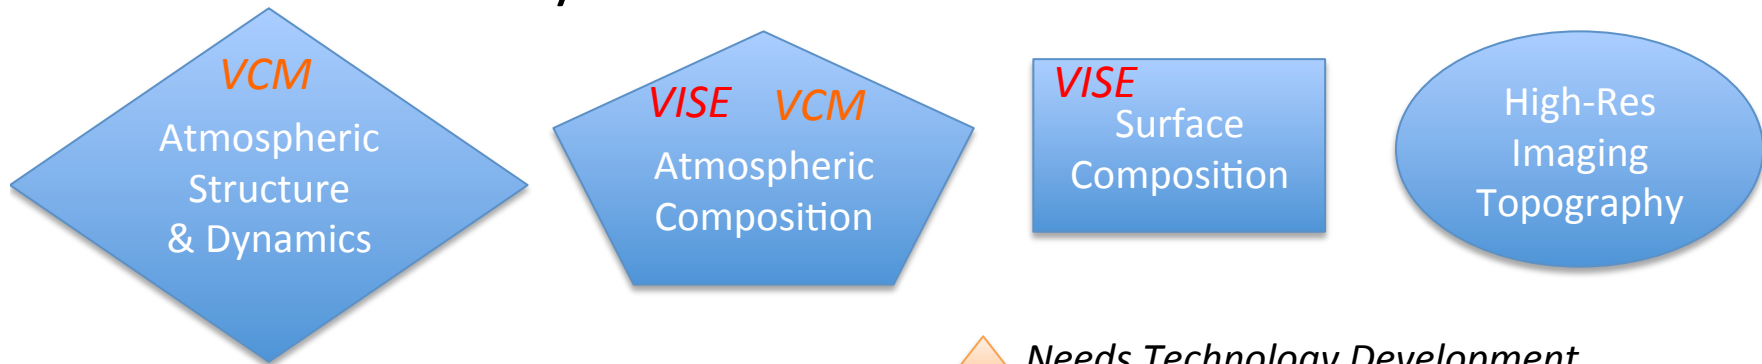 VCM
Atmospheric
Structure
& Dynamics
VISE VCM
Atmospheric
Composition
VISE
Surface
Composition
High-Res
Imaging
Topography
Needs Technology Development